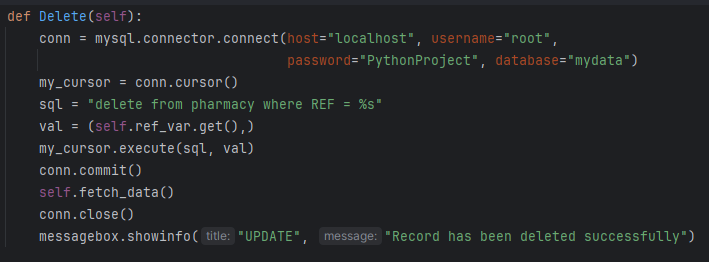 def Delete(self):
    conn = mysql.connector.connect(host="localhost", username="root",
                                   password="PythonProject", database="mydata")
    my_cursor = conn.cursor()
    sql = "delete from pharmacy where REF = %s"
    val = (self.ref_var.get(),)
    my_cursor.execute(sql, val)
    conn.commit()
    self.fetch_data()
    conn.close()
    messagebox.showinfo( title: "UPDATE", message: "Record has been deleted successfully")